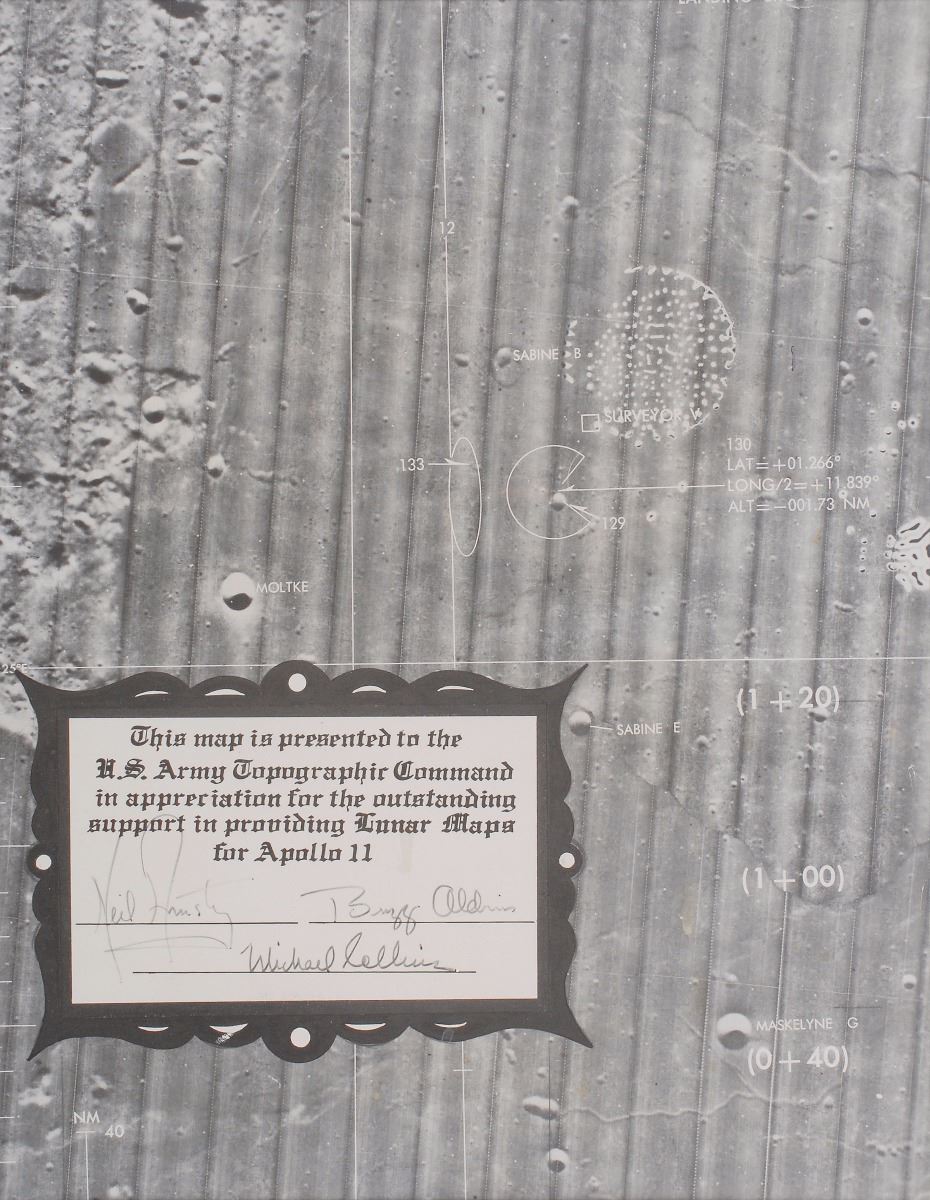 12
SABINE B
SURVEYOR V
133
130
LAT=+01.266°
LONG/2=+11.839°
ALT=-001.73 NM
129
MOLTKE
25°E
(1 + 20)
SABINE E
This map is presented to the
U.S. Army Topographic Command
in appreciation for the outstanding
support in providing Lunar Maps
for Apollo 11
(1 + 00)
Neil Armstrong
Buzz Aldrin
Michael Collins
MASKELYNE G
(0 + 40)
NM
40